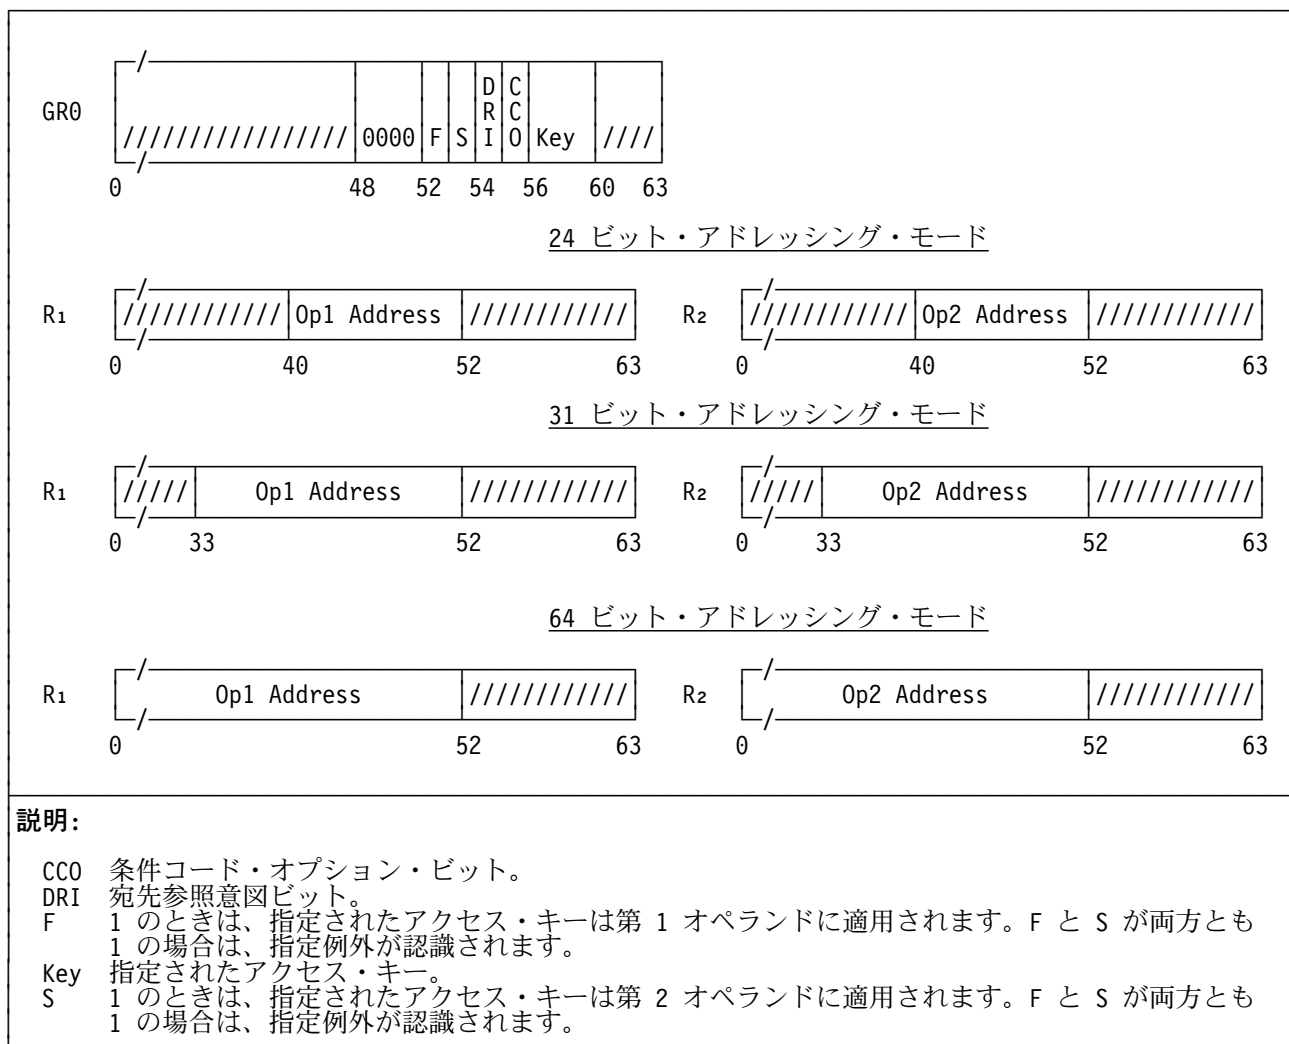 GR0
D
R
I
C
C
O
///////////////// 0000 F S Key ////
0 48 52 54 56 60 63
24 ビット・アドレッシング・モード
R₁ //////////// Op1 Address //////////// R₂ //////////// Op2 Address ////////////
0 40 52 63 0 40 52 63
31 ビット・アドレッシング・モード
R₁ ///// Op1 Address //////////// R₂ ///// Op2 Address ////////////
0 33 52 63 0 33 52 63
64 ビット・アドレッシング・モード
R₁ Op1 Address //////////// R₂ Op2 Address ////////////
0 52 63 0 52 63
説明:
CCO 条件コード・オプション・ビット。
DRI 宛先参照意図ビット。
F 1 のときは、指定されたアクセス・キーは第 1 オペランドに適用されます。F と S が両方とも
1 の場合は、指定例外が認識されます。
Key 指定されたアクセス・キー。
S 1 のときは、指定されたアクセス・キーは第 2 オペランドに適用されます。F と S が両方とも
1 の場合は、指定例外が認識されます。